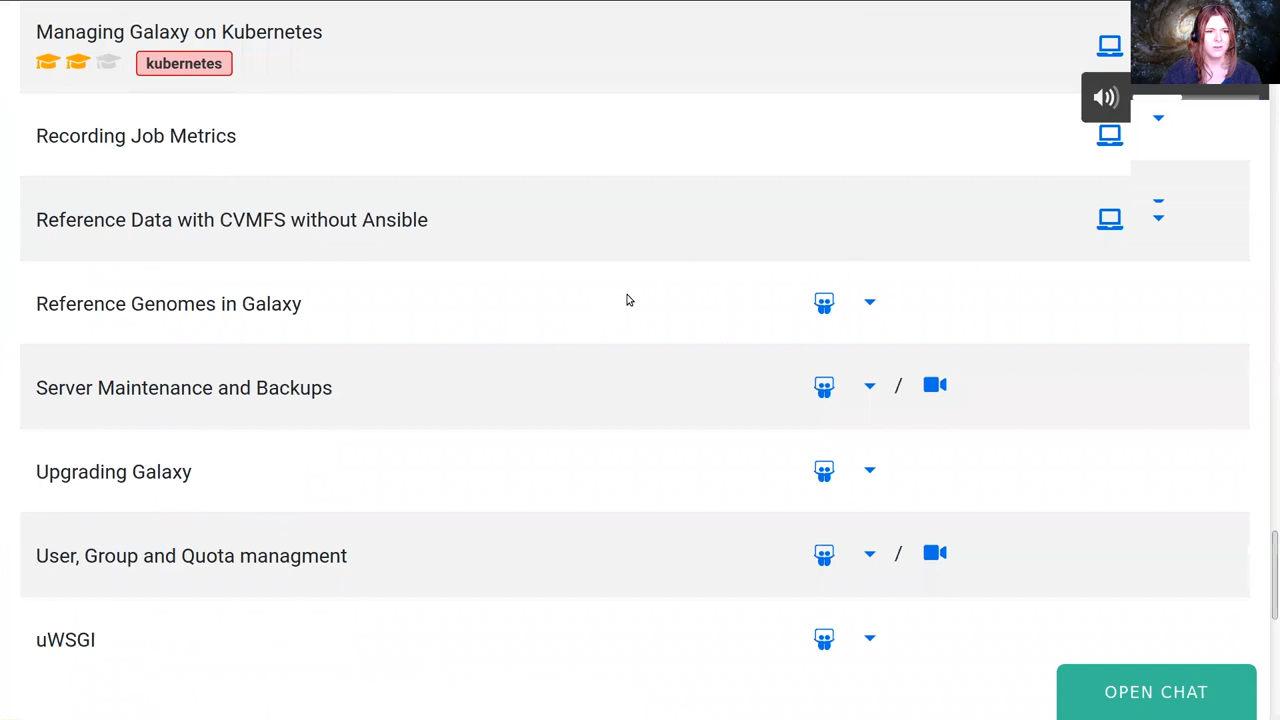 Managing Galaxy on Kubernetes
kubernetes
Recording Job Metrics
Reference Data with CVMFS without Ansible
Reference Genomes in Galaxy
Server Maintenance and Backups
/
Upgrading Galaxy
User, Group and Quota managment
/
uWSGI
OPEN CHAT